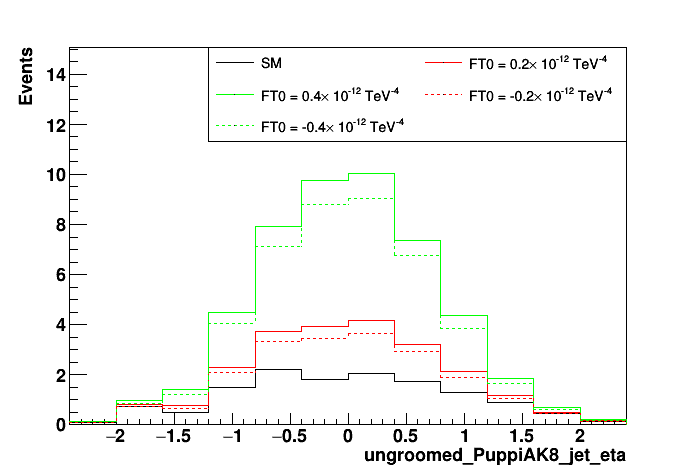 Events
14
12
10
8
6
4
2
0
SM
FT0 = 0.2× 10⁻¹² TeV⁻⁴
FT0 = 0.4× 10⁻¹² TeV⁻⁴
FT0 = -0.2× 10⁻¹² TeV⁻⁴
FT0 = -0.4× 10⁻¹² TeV⁻⁴
−2 −1.5 −1 −0.5 0 0.5 1 1.5 2
ungroomed_PuppiAK8_jet_eta